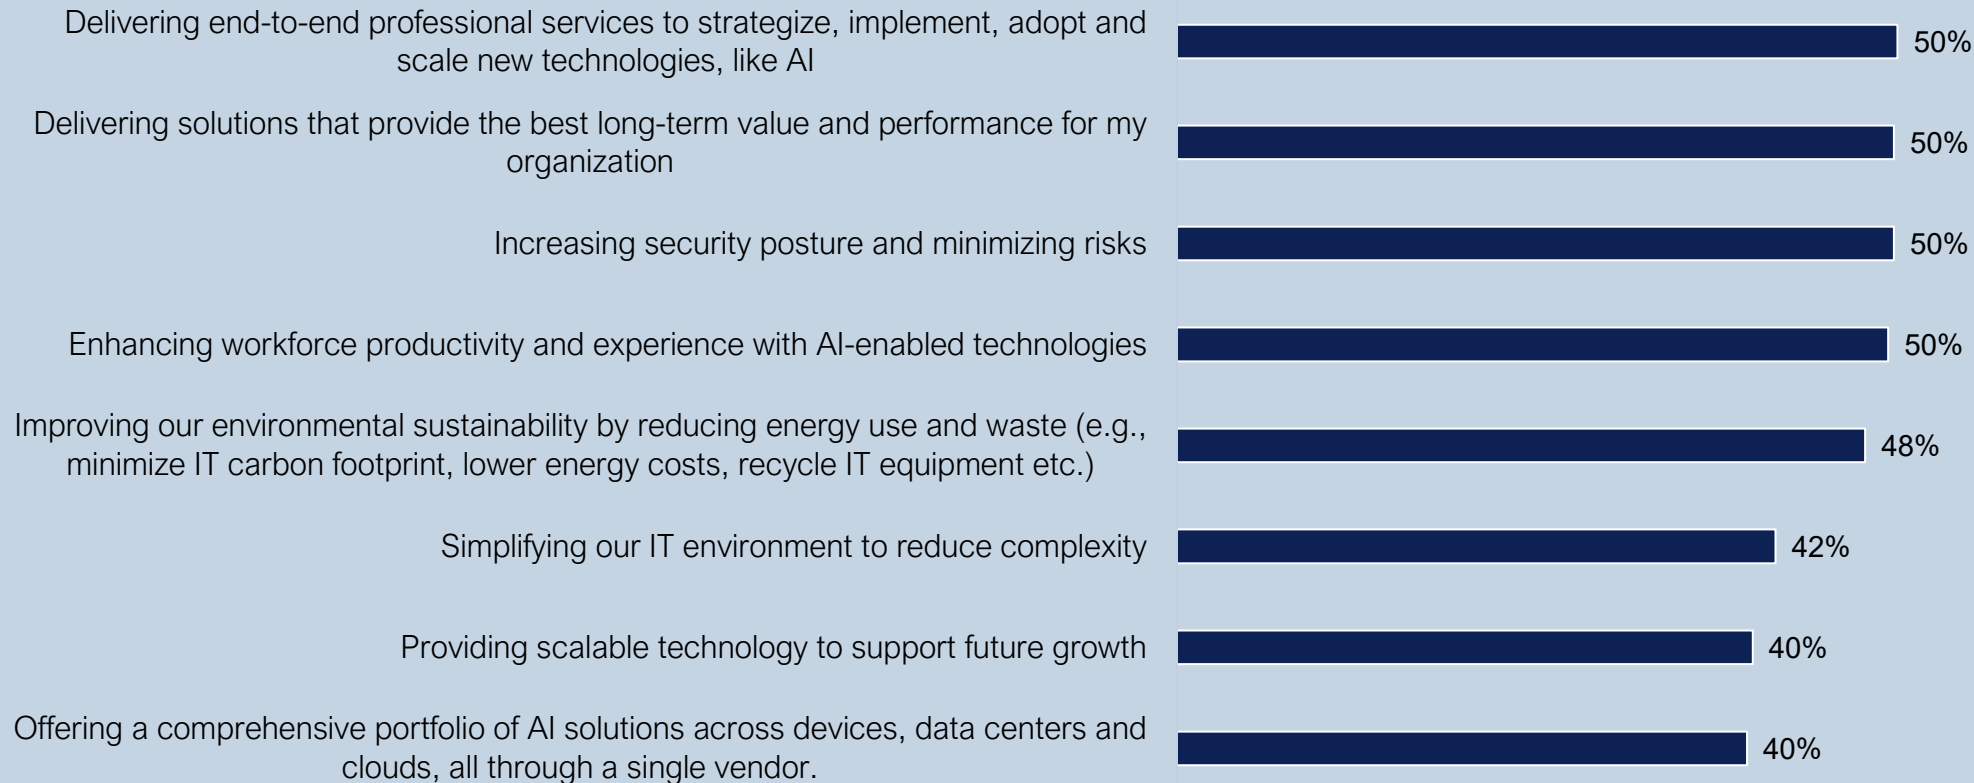 Delivering end-to-end professional services to strategize, implement, adopt and
scale new technologies, like AI
50%
Delivering solutions that provide the best long-term value and performance for my
organization
50%
Increasing security posture and minimizing risks
50%
Enhancing workforce productivity and experience with AI-enabled technologies
50%
Improving our environmental sustainability by reducing energy use and waste (e.g.,
minimize IT carbon footprint, lower energy costs, recycle IT equipment etc.)
48%
Simplifying our IT environment to reduce complexity
42%
Providing scalable technology to support future growth
40%
Offering a comprehensive portfolio of AI solutions across devices, data centers and
clouds, all through a single vendor.
40%